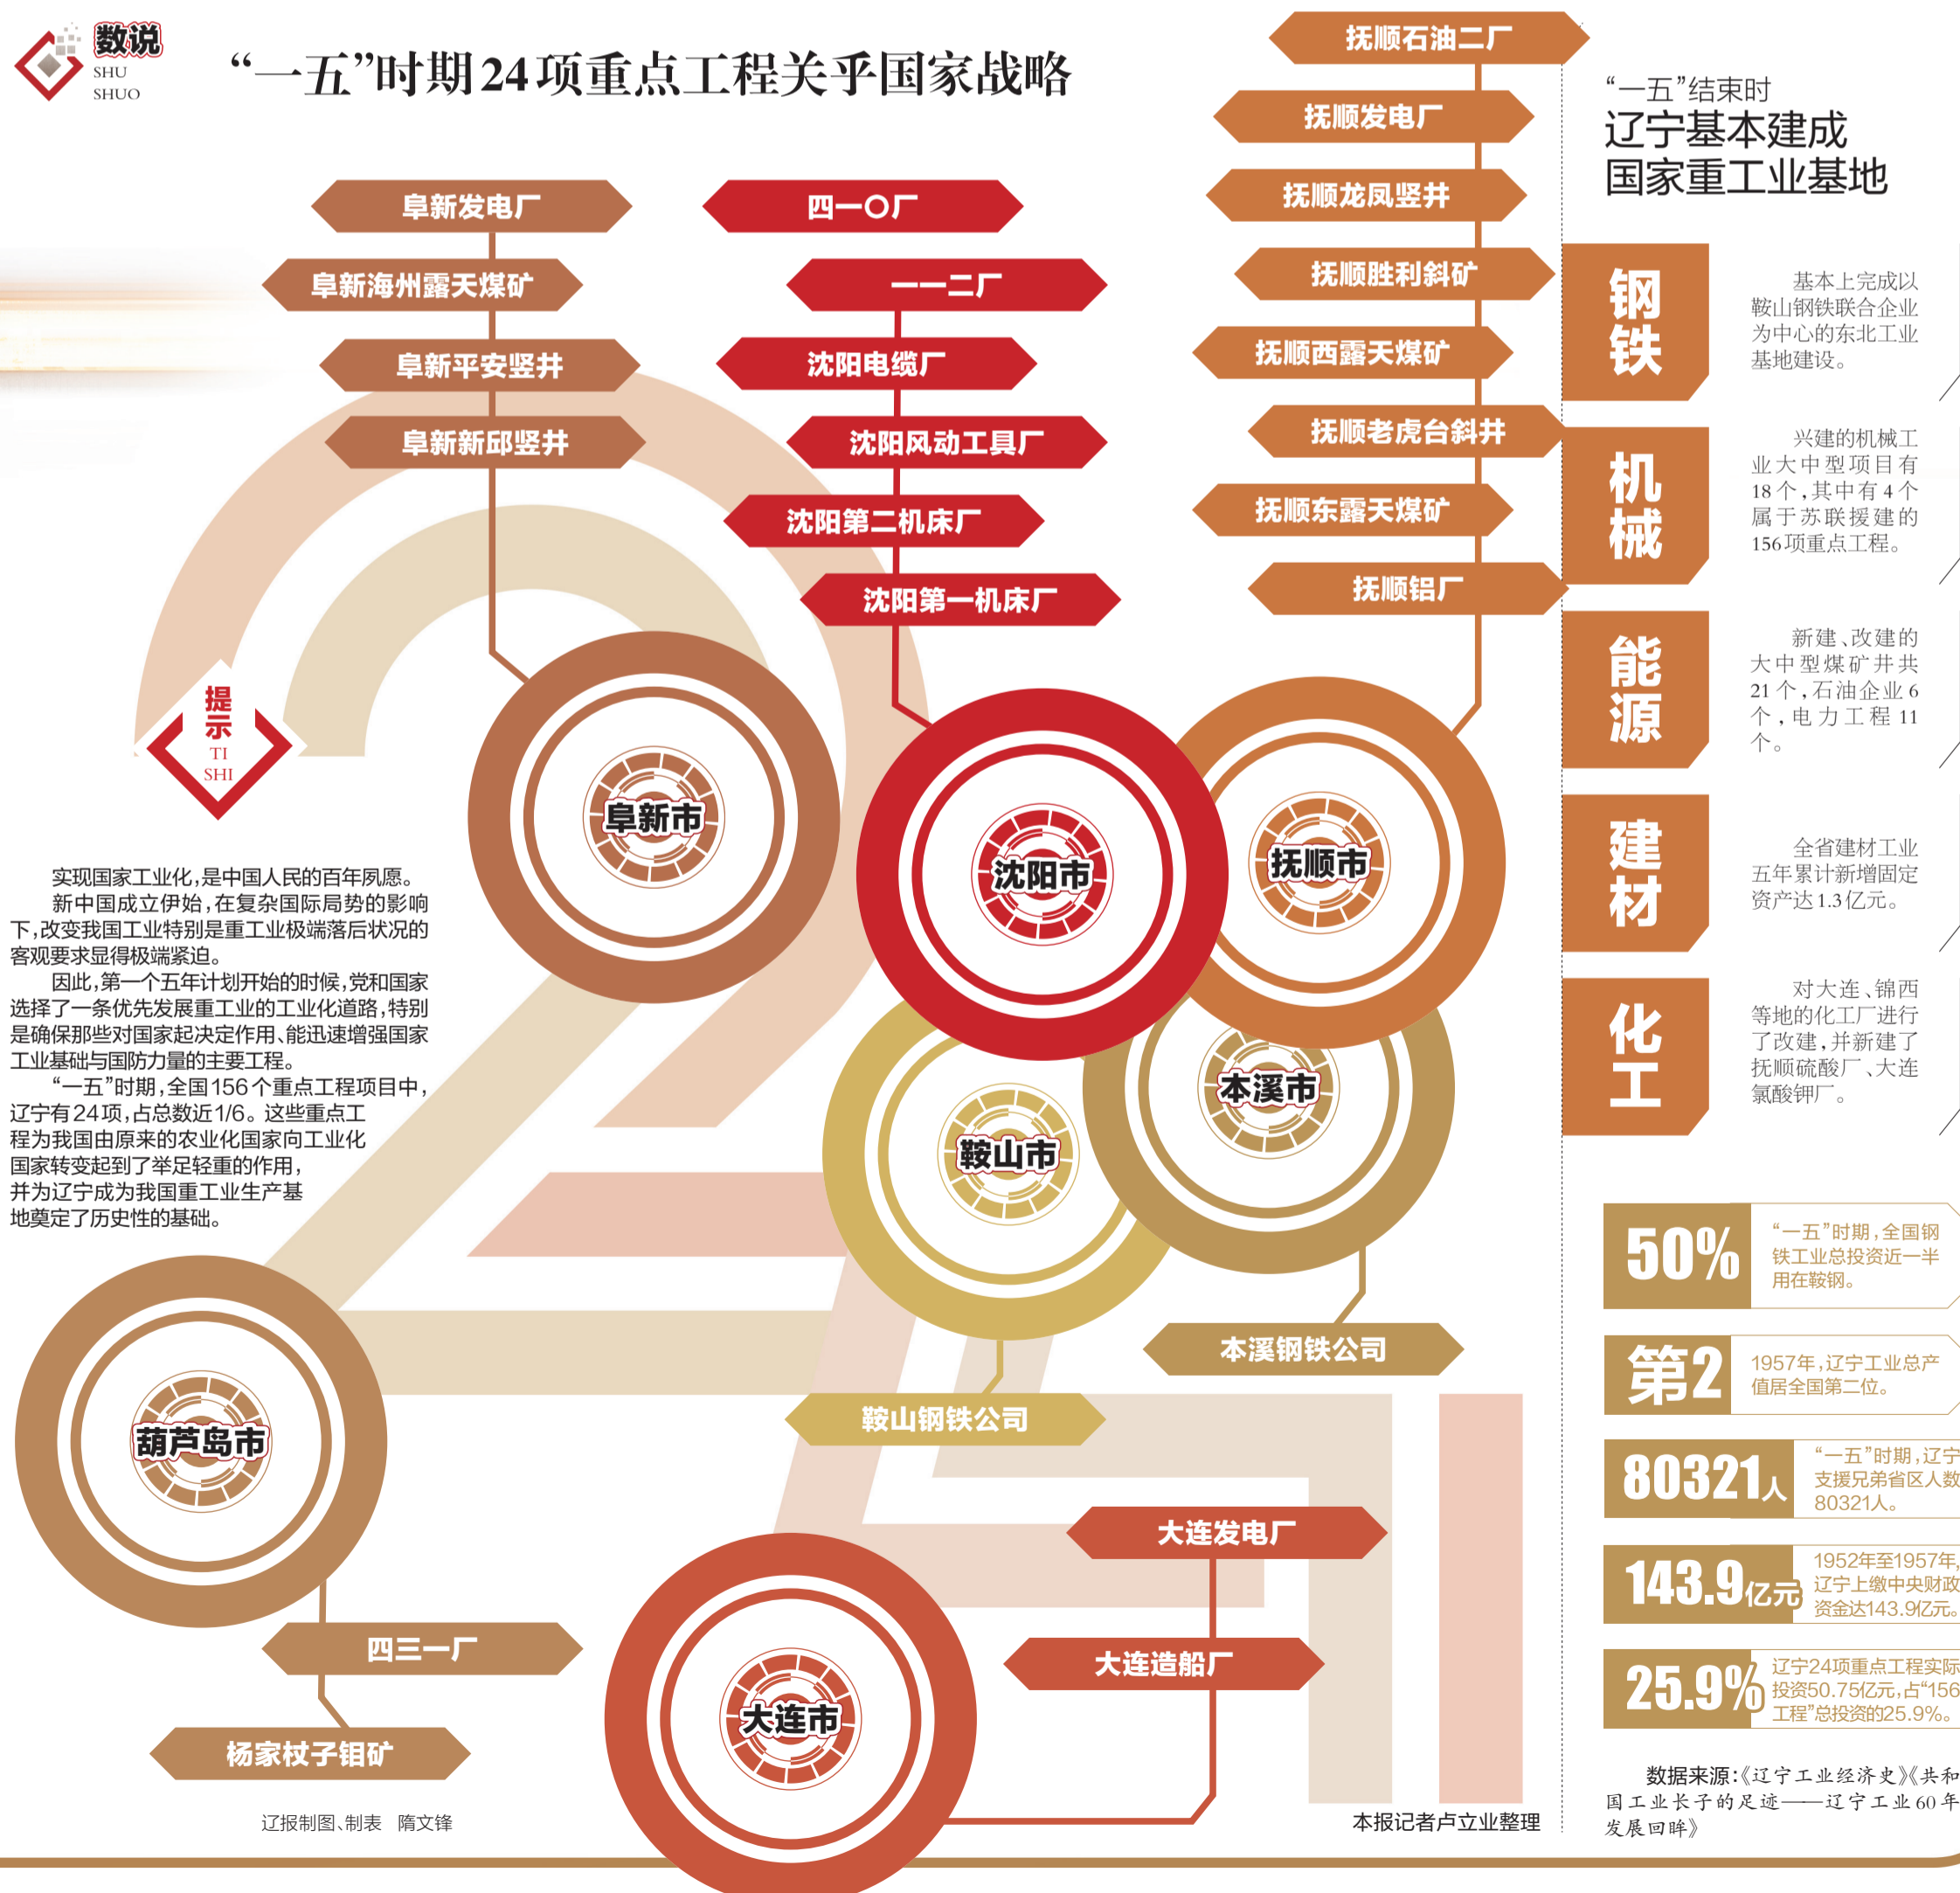 数说
SHU
SHUO
“一五”时期24项重点工程关乎国家战略
阜新发电厂
阜新海州露天煤矿
阜新平安竖井
阜新新邱竖井
阜新市
四一〇厂
一一二厂
沈阳电缆厂
沈阳风动工具厂
沈阳第二机床厂
沈阳第一机床厂
沈阳市
抚顺石油二厂
抚顺发电厂
抚顺龙凤竖井
抚顺胜利斜矿
抚顺西露天煤矿
抚顺老虎台斜井
抚顺东露天煤矿
抚顺铝厂
抚顺市
本溪市
本溪钢铁公司
鞍山市
鞍山钢铁公司
提示
TI
SHI
实现国家工业化,是中国人民的百年夙愿。
新中国成立伊始,在复杂国际局势的影响
下,改变我国工业特别是重工业极端落后状况的
客观要求显得极端紧迫。
因此,第一个五年计划开始的时候,党和国家
选择了一条优先发展重工业的工业化道路,特别
是确保那些对国家起决定作用、能迅速增强国家
工业基础与国防力量的主要工程。
“一五”时期,全国156个重点工程项目中,
辽宁有24项,占总数近1/6。这些重点工
程为我国由原来的农业化国家向工业化
国家转变起到了举足轻重的作用,
并为辽宁成为我国重工业生产基
地奠定了历史性的基础。
葫芦岛市
四三一厂
杨家杖子钼矿
大连市
大连发电厂
大连造船厂
辽报制图、制表 隋文锋
本报记者卢立业整理
“一五”结束时
辽宁基本建成
国家重工业基地
钢铁
基本上完成以
鞍山钢铁联合企业
为中心的东北工业
基地建设。
机械
兴建的机械工
业大中型项目有
18个,其中有4个
属于苏联援建的
156项重点工程。
能源
新建、改建的
大中型煤矿井共
21个,石油企业6
个,电力工程11
个。
建材
全省建材工业
五年累计新增固定
资产达1.3亿元。
化工
对大连、锦西
等地的化工厂进行
了改建,并新建了
抚顺硫酸厂、大连
氯酸钾厂。
50%
“一五”时期,全国钢
铁工业总投资近一半
用在鞍钢。
第2
1957年,辽宁工业总产
值居全国第二位。
80321人
“一五”时期,辽宁
支援兄弟省区人数
80321人。
143.9亿元
1952年至1957年,
辽宁上缴中央财政
资金达143.9亿元。
25.9%
辽宁24项重点工程实际
投资50.75亿元,占“156
工程”总投资的25.9%。
数据来源:《辽宁工业经济史》《共和
国工业长子的足迹——辽宁工业60年
发展回眸》